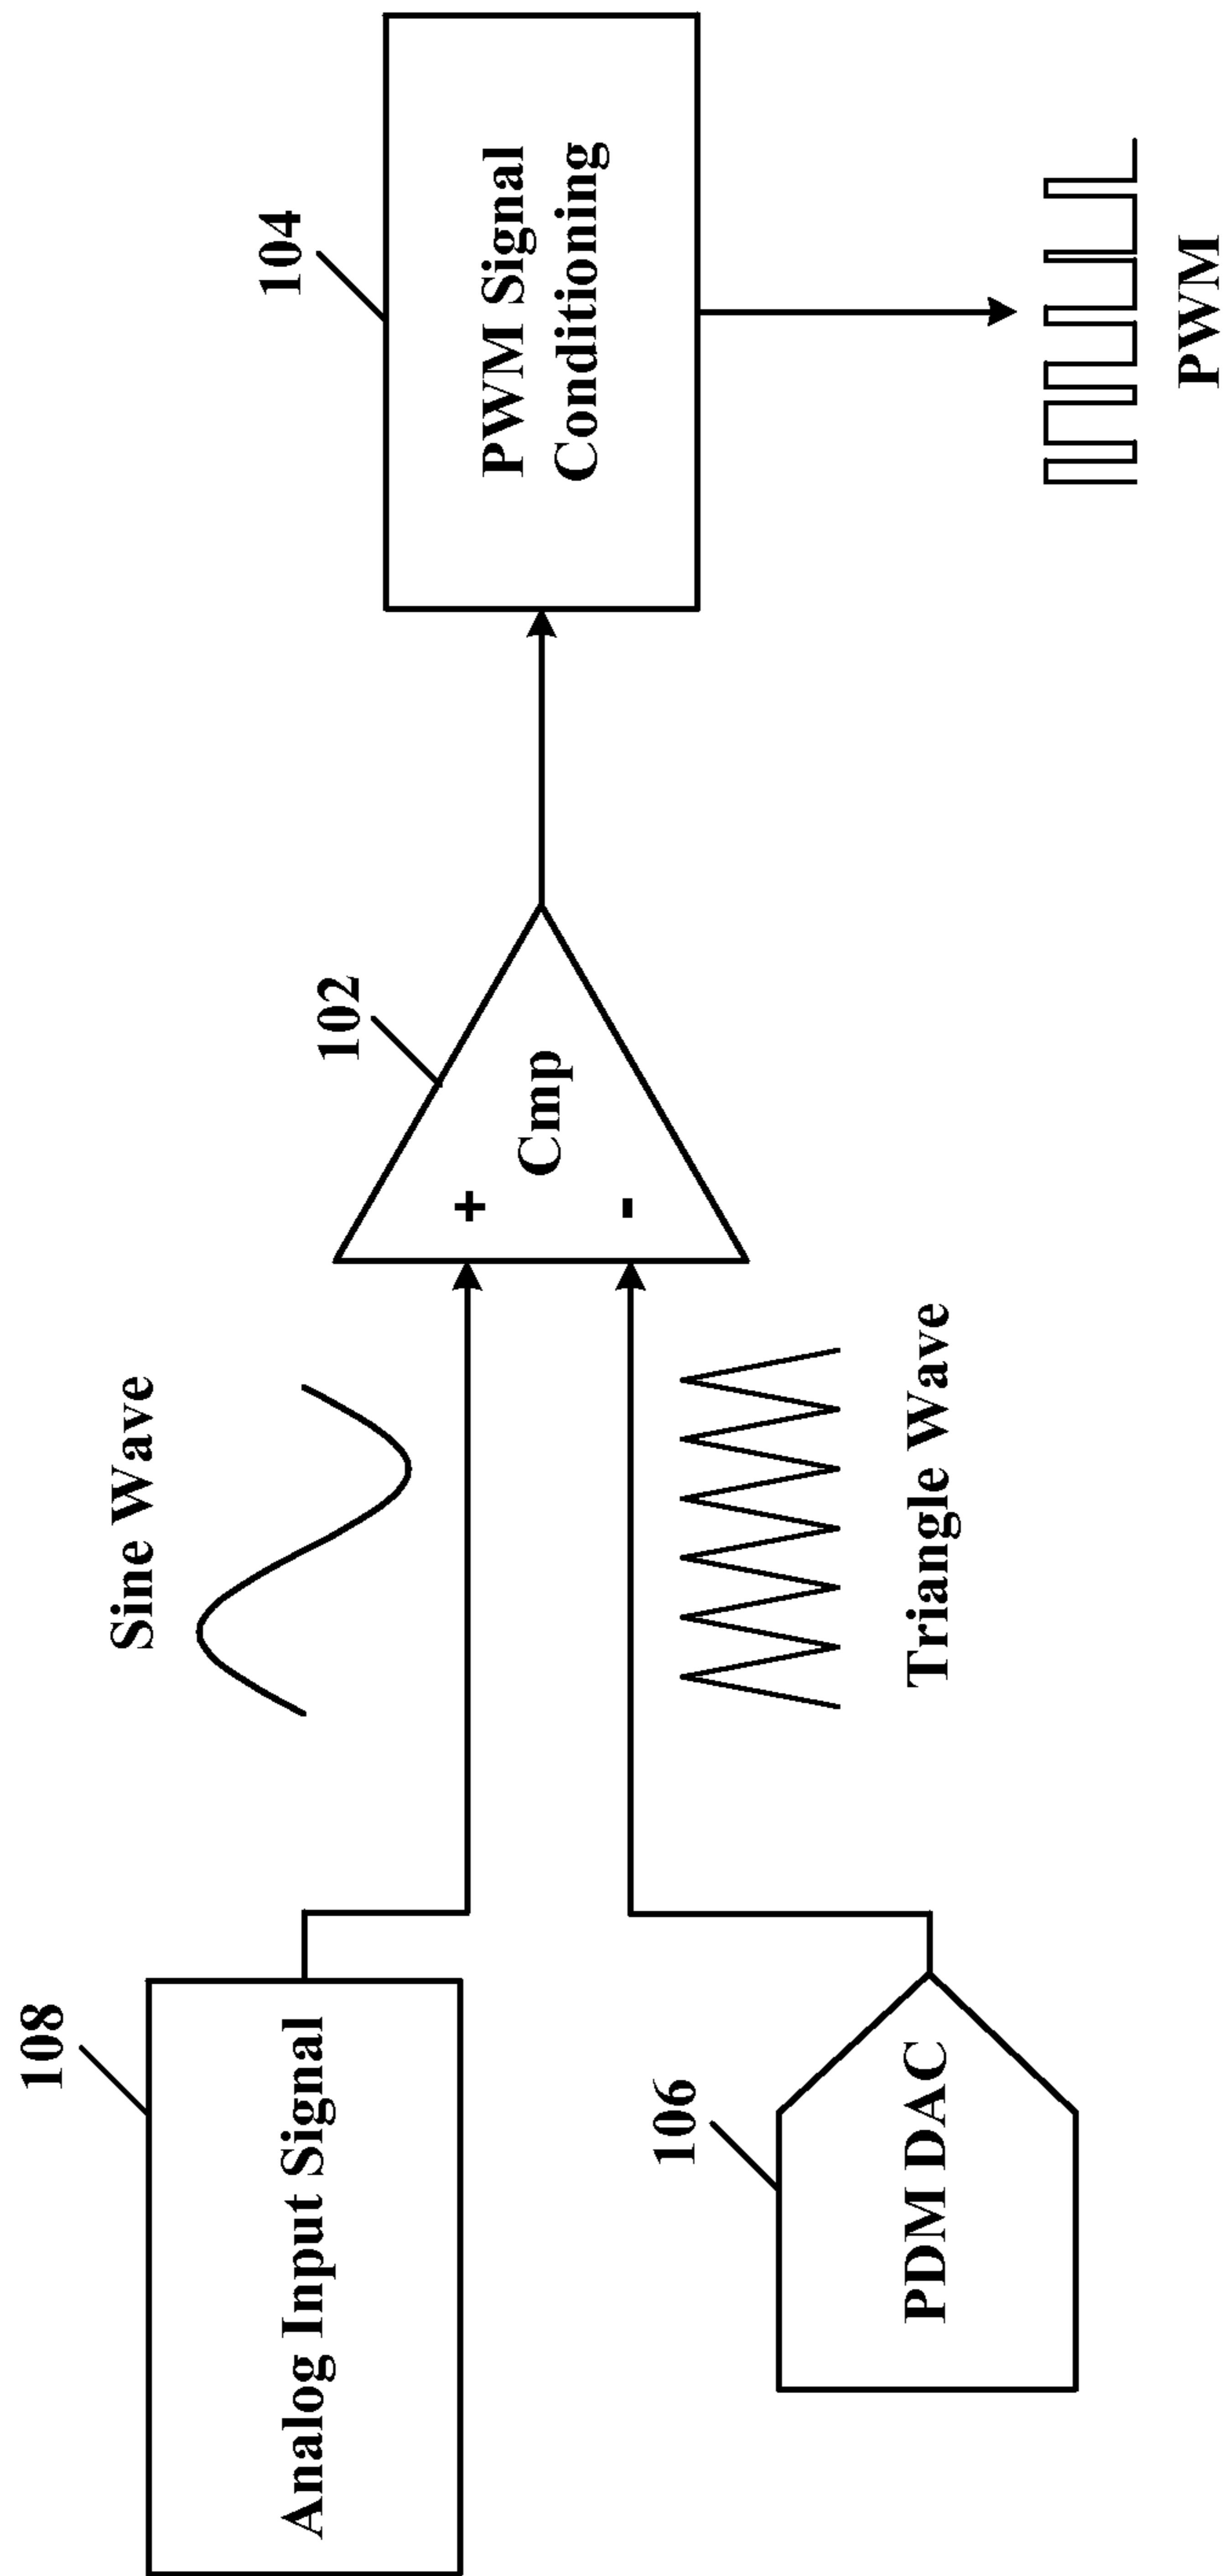 108
Analog Input Signal
Sine Wave
106
PDM DAC
Triangle Wave
102
+
-
Cmp
104
PWM Signal
Conditioning
PWM